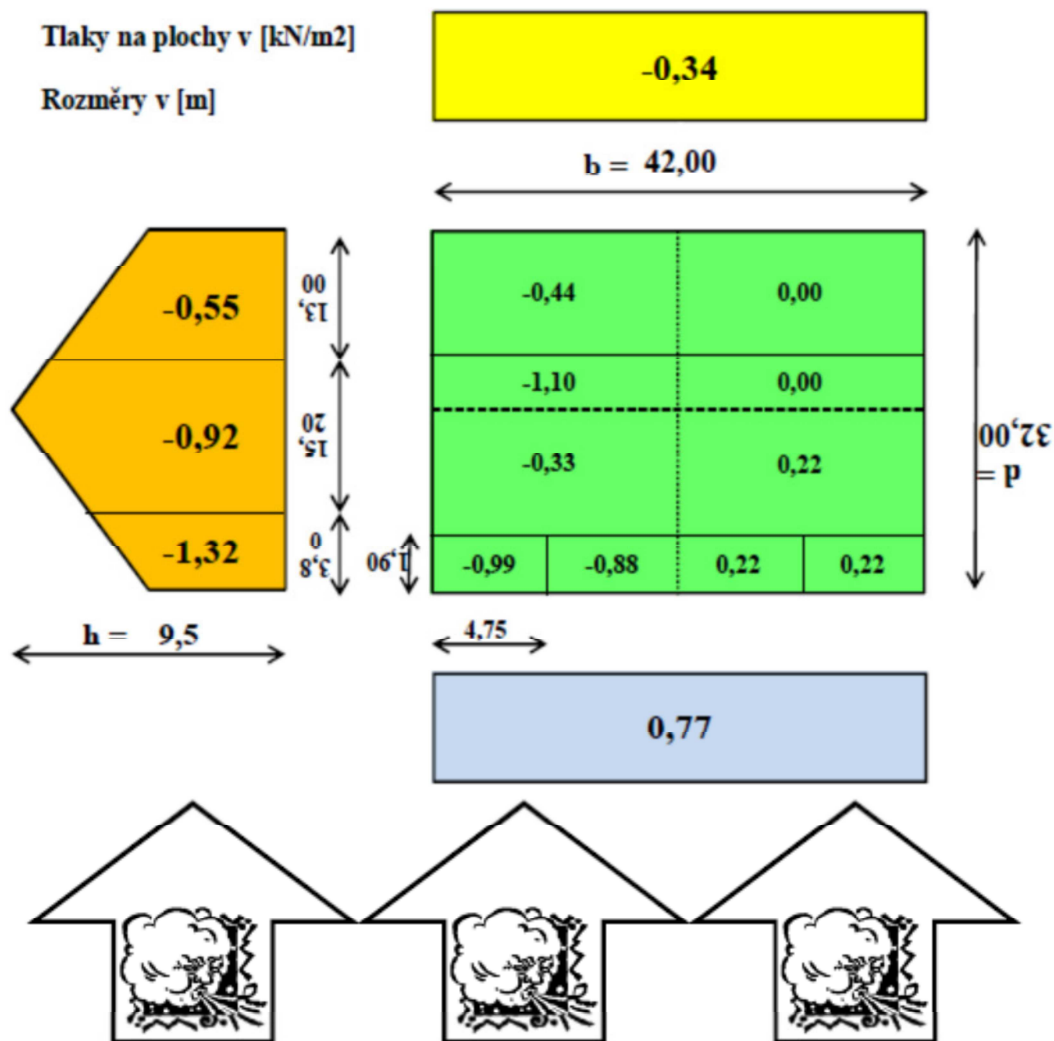 Tlaky na plochy v [kN/m2]
Rozměry v [m]
-0,34
b = 42,00
-0,55
13,
00
-0,92
15,
20
-1,32
3,8
0
h = 9,5
-0,44 0,00
-1,10 0,00
-0,33 0,22
1,90
-0,99 -0,88 0,22 0,22
d =
32,00
4,75
0,77